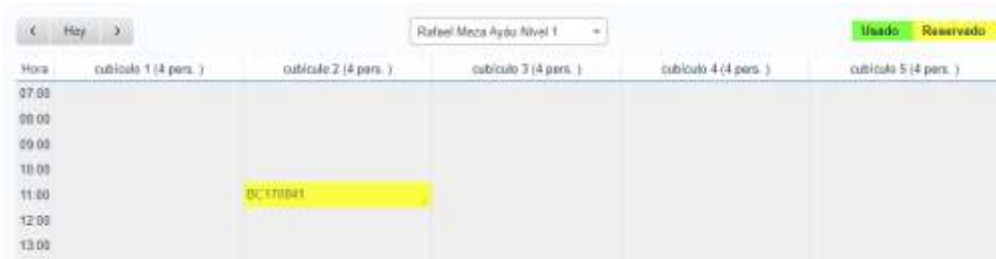 Hoy
Rafael Meza Ayau Nivel 1
Usado Reservado
Hora cubículo 1 (4 pers. ) cubículo 2 (4 pers. ) cubículo 3 (4 pers. ) cubículo 4 (4 pers. ) cubículo 5 (4 pers. )
07:00
08:00
09:00
10:00
11:00 BC170841
12:00
13:00